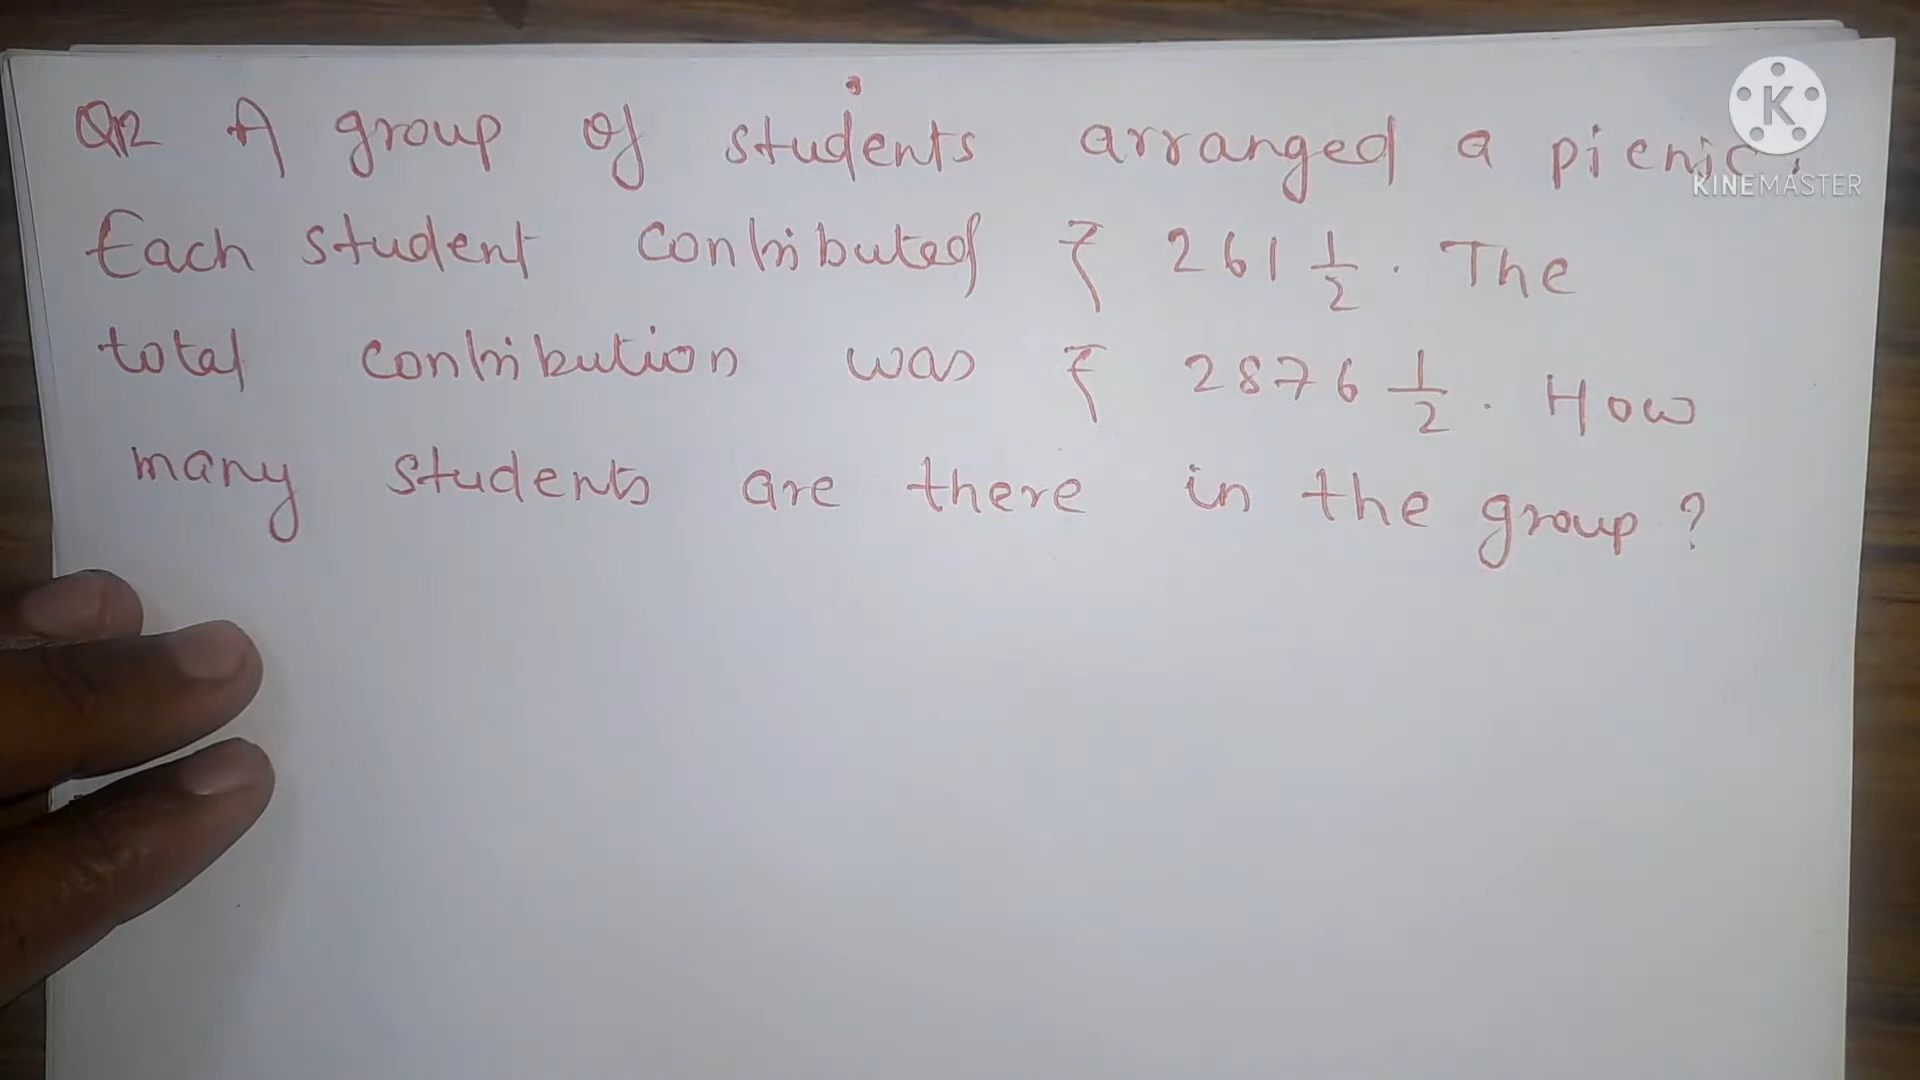 Q12 A group of students arranged a picnic.
Each student contributed ₹ 261 1/2. The
total contribution was ₹ 2876 1/2. How
many students are there in the group?
K
KINEMASTER